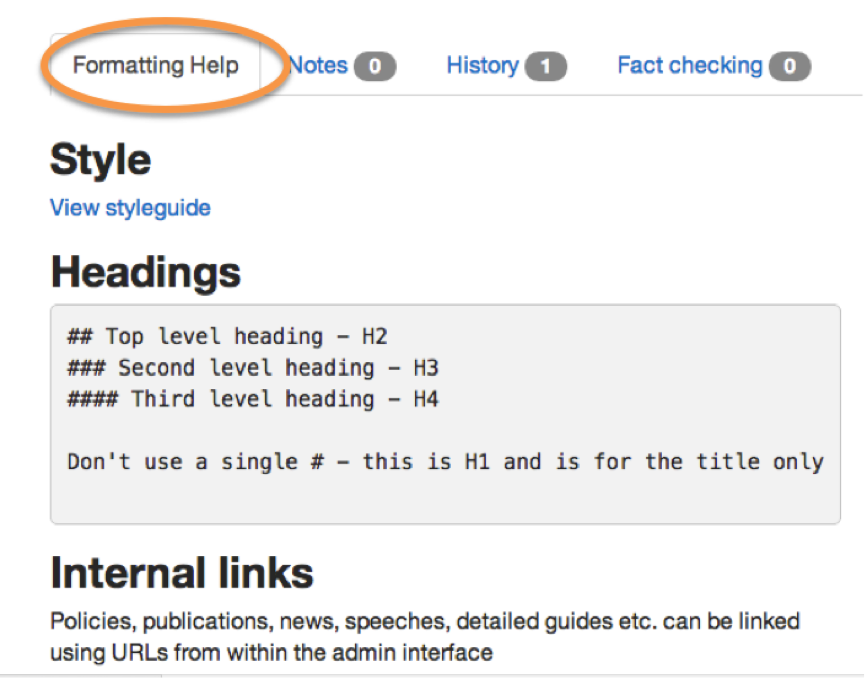 Formatting Help Notes 0 History 1 Fact checking 0
Style
View styleguide
Headings
## Top level heading – H2
### Second level heading – H3
#### Third level heading – H4
Don't use a single # – this is H1 and is for the title only
Internal links
Policies, publications, news, speeches, detailed guides etc. can be linked
using URLs from within the admin interface